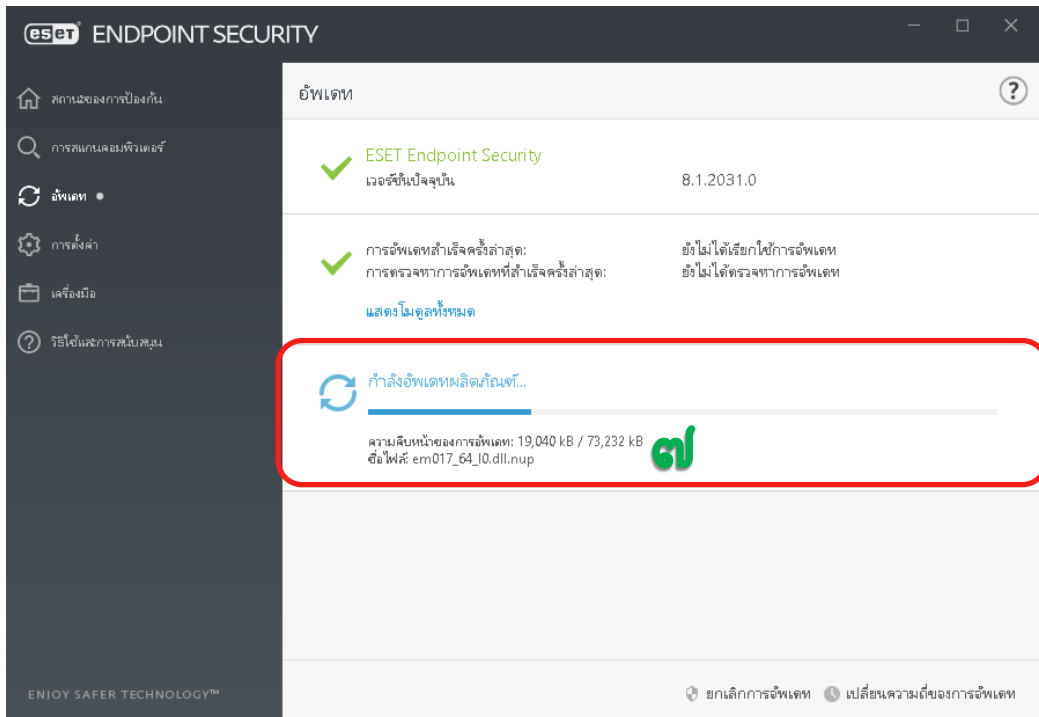 eset ENDPOINT SECURITY
สถานะของการป้องกัน
การสแกนคอมพิวเตอร์
อัพเดท
การตั้งค่า
เครื่องมือ
วิธีใช้และการสนับสนุน
ENJOY SAFER TECHNOLOGY™
อัพเดท
?
ESET Endpoint Security
เวอร์ชันปัจจุบัน 8.1.2031.0
การอัพเดทสำเร็จครั้งล่าสุด: ยังไม่ได้เรียกใช้การอัพเดท
การตรวจหาการอัพเดทที่สำเร็จครั้งล่าสุด: ยังไม่ได้ตรวจหาการอัพเดท
แสดงโมดูลทั้งหมด
กำลังอัพเดทผลิตภัณฑ์...
ความคืบหน้าของการอัพเดท: 19,040 kB / 73,232 kB
ชื่อไฟล์: em017_64_l0.dll.nup
๗
ยกเลิกการอัพเดท เปลี่ยนความถี่ของการอัพเดท